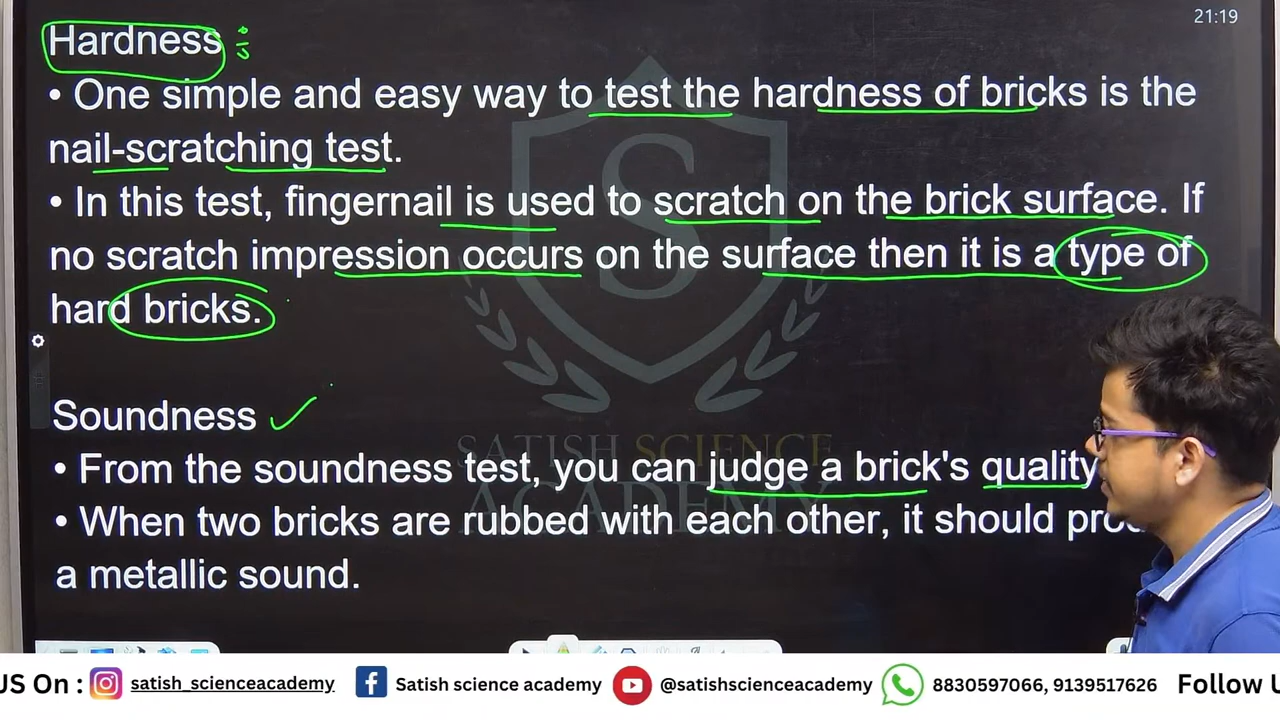 21:19
Hardness :
• One simple and easy way to test the hardness of bricks is the
nail-scratching test.
• In this test, fingernail is used to scratch on the brick surface. If
no scratch impression occurs on the surface then it is a type of
hard bricks.
Soundness
• From the soundness test, you can judge a brick's quality
• When two bricks are rubbed with each other, it should
a metallic sound.
S
SATISH SCIENCE
ACADEMY
US On : satish_scienceacademy Satish science academy @satishscienceacademy 8830597066, 9139517626 Follow